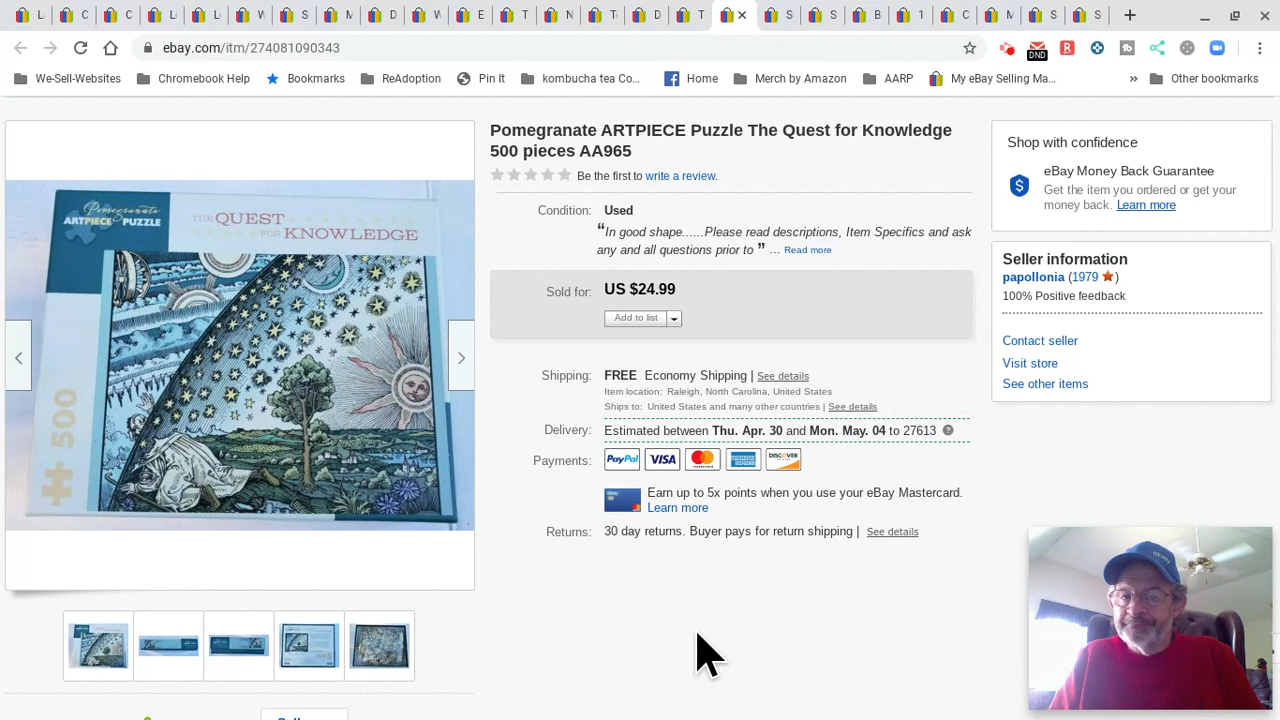 L
C
C
L
L
W
S
M
D
W
E
T
N
T
D
T
S
S
B
1
C
M
S
S
ebay.com/itm/274081090343
DND
We-Sell-Websites
Chromebook Help
Bookmarks
ReAdoption
Pin It
kombucha tea Co...
Home
Merch by Amazon
AARP
My eBay Selling Ma...
»
Other bookmarks
Pomegranate
ARTPIECE PUZZLE
THE QUEST
FOR KNOWLEDGE
500
Pomegranate ARTPIECE Puzzle The Quest for Knowledge
500 pieces AA965
Be the first to write a review.
Condition: Used
“In good shape......Please read descriptions, Item Specifics and ask
any and all questions prior to ” ... Read more
Sold for: US $24.99
Add to list
Shipping: FREE Economy Shipping | See details
Item location: Raleigh, North Carolina, United States
Ships to: United States and many other countries | See details
Delivery: Estimated between Thu. Apr. 30 and Mon. May. 04 to 27613
Payments: PayPal VISA mastercard AMERICAN EXPRESS DISCOVER
Earn up to 5x points when you use your eBay Mastercard.
Learn more
Returns: 30 day returns. Buyer pays for return shipping | See details
Shop with confidence
eBay Money Back Guarantee
Get the item you ordered or get your
money back. Learn more
Seller information
papollonia (1979 ★)
100% Positive feedback
Contact seller
Visit store
See other items
ebay